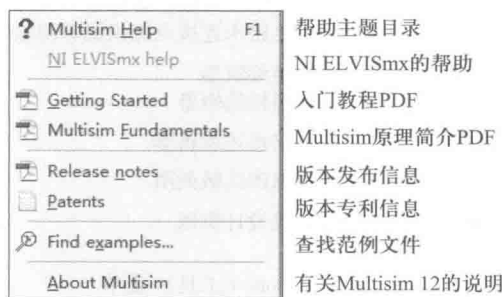 Multisim Help F1 帮助主题目录
NI ELVISmx help NI ELVISmx的帮助
Getting Started 入门教程PDF
Multisim Fundamentals Multisim原理简介PDF
Release notes 版本发布信息
Patents 版本专利信息
Find examples... 查找范例文件
About Multisim 有关Multisim 12的说明